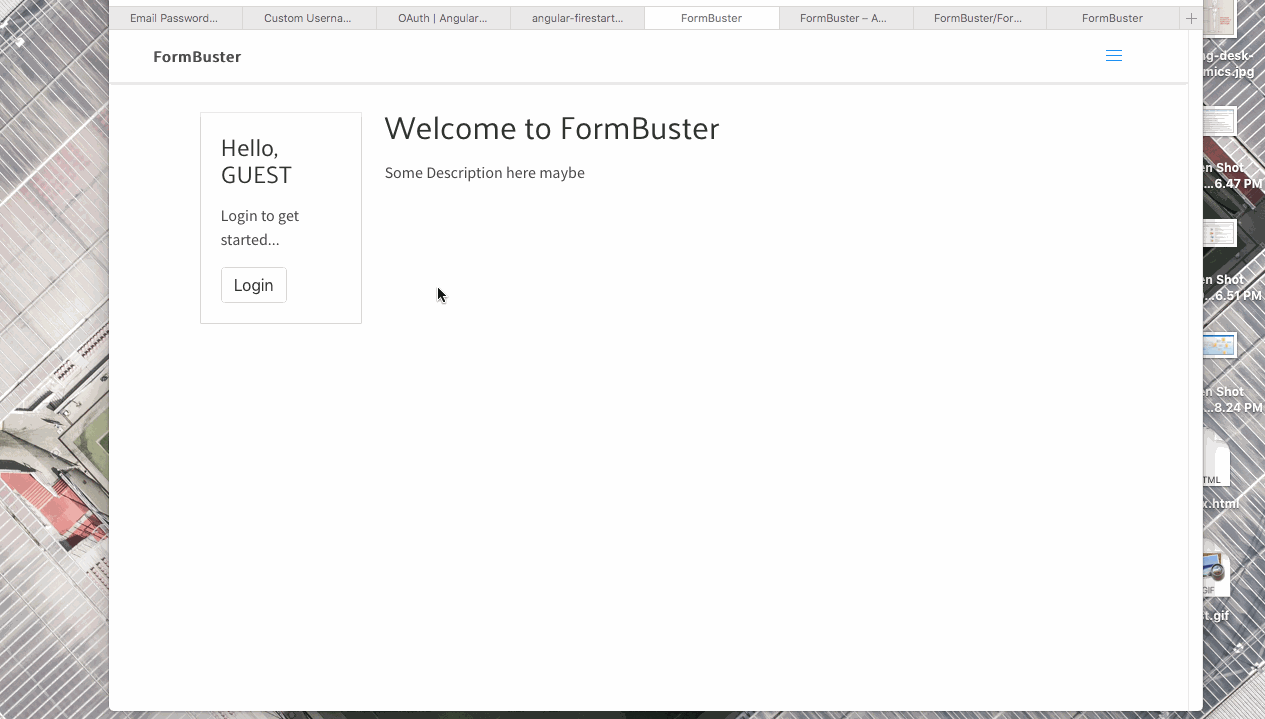 Email Password...
Custom Userna...
OAuth | Angular...
angular-firestart...
FormBuster
FormBuster – A...
FormBuster/For...
FormBuster
FormBuster
Hello,
GUEST
Login to get
started...
Login
Welcome to FormBuster
Some Description here maybe
ng-desk-
mics.jpg
en Shot
...6.47 PM
en Shot
...6.51 PM
en Shot
...8.24 PM
TML
k.html
GIF
t.gif